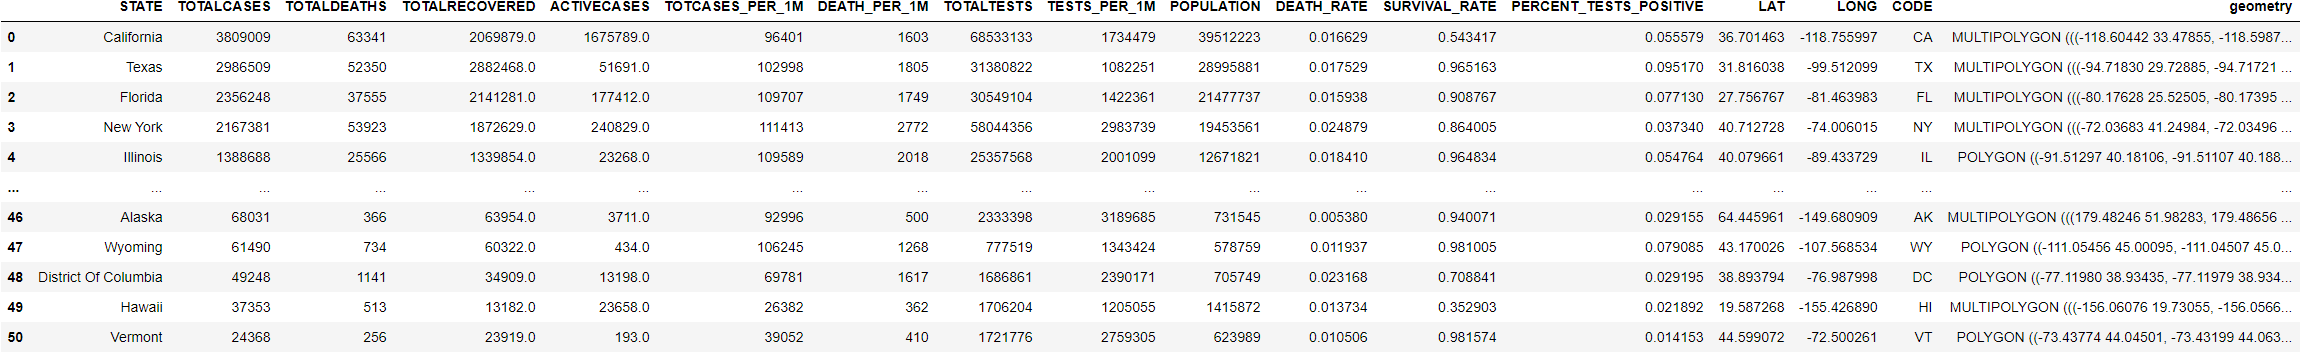 STATE TOTALCASES TOTALDEATHS TOTALRECOVERED ACTIVECASES TOTCASES_PER_1M DEATH_PER_1M TOTALTESTS TESTS_PER_1M POPULATION DEATH_RATE SURVIVAL_RATE PERCENT_TESTS_POSITIVE LAT LONG CODE geometry
0 California 3809009 63341 2069879.0 1675789.0 96401 1603 68533133 1734479 39512223 0.016629 0.543417 0.055579 36.701463 -118.755997 CA MULTIPOLYGON (((-118.60442 33.47855, -118.5987...
1 Texas 2986509 52350 2882468.0 51691.0 102998 1805 31380822 1082251 28995881 0.017529 0.965163 0.095170 31.816038 -99.512099 TX MULTIPOLYGON (((-94.71830 29.72885, -94.71721 ...
2 Florida 2356248 37555 2141281.0 177412.0 109707 1749 30549104 1422361 21477737 0.015938 0.908767 0.077130 27.756767 -81.463983 FL MULTIPOLYGON (((-80.17628 25.52505, -80.17395 ...
3 New York 2167381 53923 1872629.0 240829.0 111413 2772 58044356 2983739 19453561 0.024879 0.864005 0.037340 40.712728 -74.006015 NY MULTIPOLYGON (((-72.03683 41.24984, -72.03496 ...
4 Illinois 1388688 25566 1339854.0 23268.0 109589 2018 25357568 2001099 12671821 0.018410 0.964834 0.054764 40.079661 -89.433729 IL POLYGON ((-91.51297 40.18106, -91.51107 40.188...
... ... ... ... ... ... ... ... ... ... ... ... ... ... ... ... ... ...
46 Alaska 68031 366 63954.0 3711.0 92996 500 2333398 3189685 731545 0.005380 0.940071 0.029155 64.445961 -149.680909 AK MULTIPOLYGON (((179.48246 51.98283, 179.48656 ...
47 Wyoming 61490 734 60322.0 434.0 106245 1268 777519 1343424 578759 0.011937 0.981005 0.079085 43.170026 -107.568534 WY POLYGON ((-111.05456 45.00095, -111.04507 45.0...
48 District Of Columbia 49248 1141 34909.0 13198.0 69781 1617 1686861 2390171 705749 0.023168 0.708841 0.029195 38.893794 -76.987998 DC POLYGON ((-77.11980 38.93435, -77.11979 38.934...
49 Hawaii 37353 513 13182.0 23658.0 26382 362 1706204 1205055 1415872 0.013734 0.352903 0.021892 19.587268 -155.426890 HI MULTIPOLYGON (((-156.06076 19.73055, -156.0566...
50 Vermont 24368 256 23919.0 193.0 39052 410 1721776 2759305 623989 0.010506 0.981574 0.014153 44.599072 -72.500261 VT POLYGON ((-73.43774 44.04501, -73.43199 44.063...